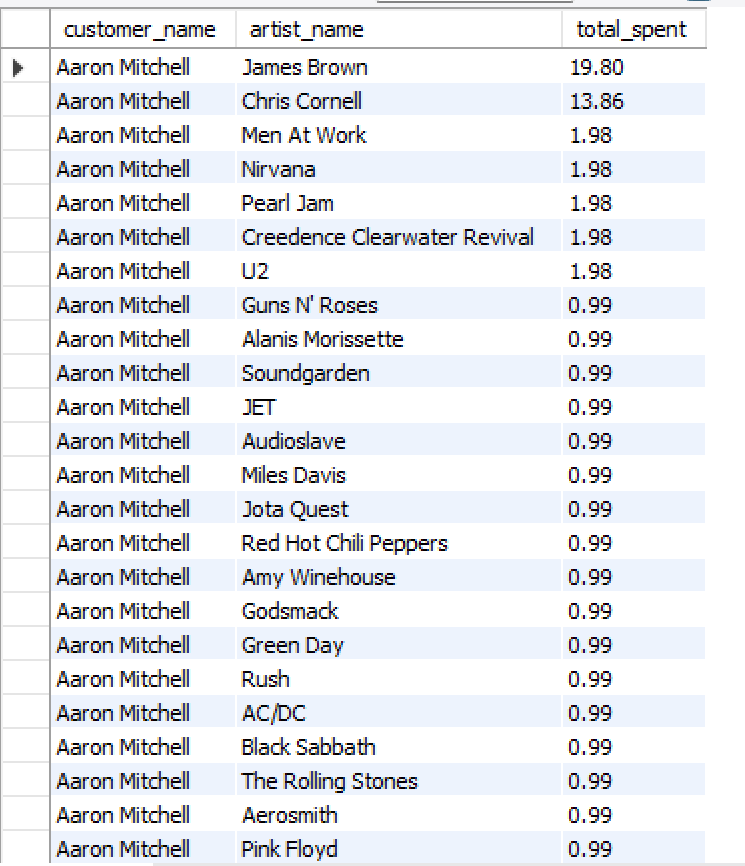 customer_name artist_name total_spent
Aaron Mitchell James Brown 19.80
Aaron Mitchell Chris Cornell 13.86
Aaron Mitchell Men At Work 1.98
Aaron Mitchell Nirvana 1.98
Aaron Mitchell Pearl Jam 1.98
Aaron Mitchell Creedence Clearwater Revival 1.98
Aaron Mitchell U2 1.98
Aaron Mitchell Guns N' Roses 0.99
Aaron Mitchell Alanis Morissette 0.99
Aaron Mitchell Soundgarden 0.99
Aaron Mitchell JET 0.99
Aaron Mitchell Audioslave 0.99
Aaron Mitchell Miles Davis 0.99
Aaron Mitchell Jota Quest 0.99
Aaron Mitchell Red Hot Chili Peppers 0.99
Aaron Mitchell Amy Winehouse 0.99
Aaron Mitchell Godsmack 0.99
Aaron Mitchell Green Day 0.99
Aaron Mitchell Rush 0.99
Aaron Mitchell AC/DC 0.99
Aaron Mitchell Black Sabbath 0.99
Aaron Mitchell The Rolling Stones 0.99
Aaron Mitchell Aerosmith 0.99
Aaron Mitchell Pink Floyd 0.99